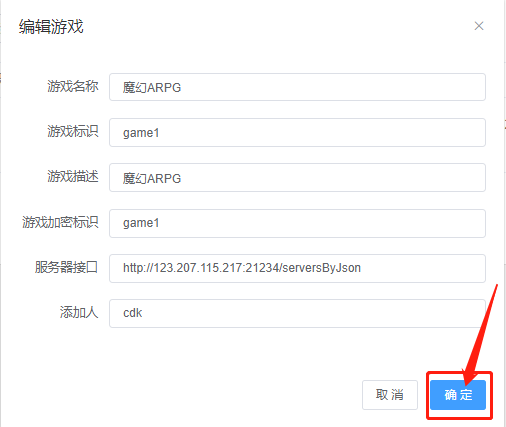 编辑游戏
游戏名称 魔幻ARPG
游戏标识 game1
游戏描述 魔幻ARPG
游戏加密标识 game1
服务器接口 http://123.207.115.217:21234/serversByJson
添加人 cdk
取消 确定